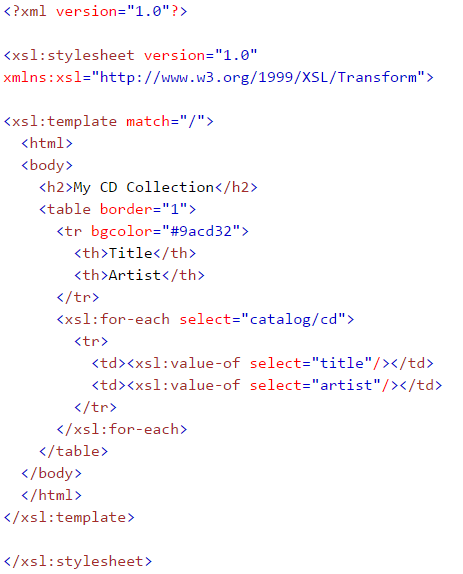 <?xml version="1.0"?>
<xsl:stylesheet version="1.0"
xmlns:xsl="http://www.w3.org/1999/XSL/Transform">
<xsl:template match="/">
<html>
<body>
<h2>My CD Collection</h2>
<table border="1">
<tr bgcolor="#9acd32">
<th>Title</th>
<th>Artist</th>
</tr>
<xsl:for-each select="catalog/cd">
<tr>
<td><xsl:value-of select="title"/></td>
<td><xsl:value-of select="artist"/></td>
</tr>
</xsl:for-each>
</table>
</body>
</html>
</xsl:template>
</xsl:stylesheet>